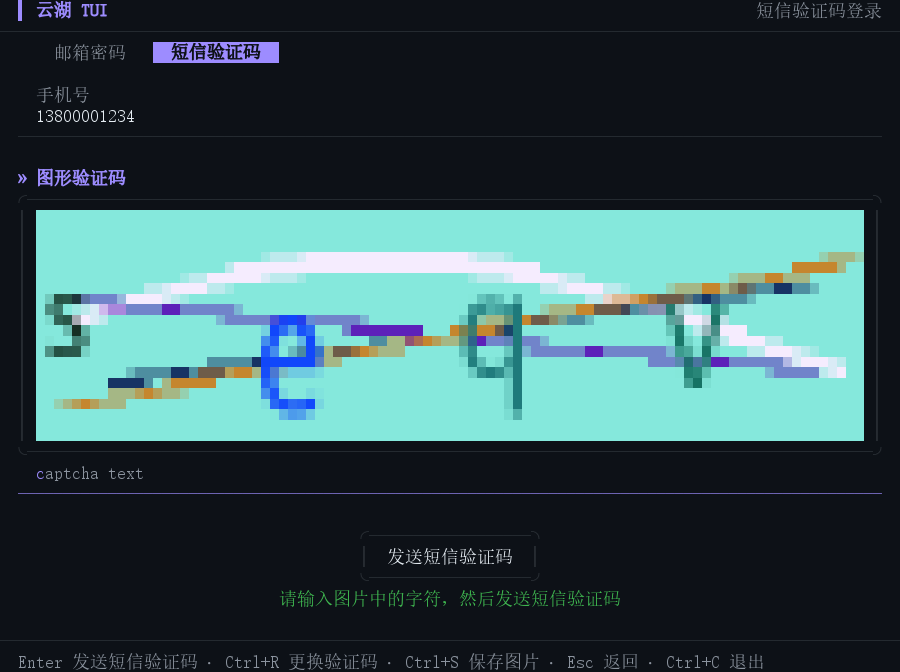 云湖 TUI 短信验证码登录
邮箱密码 短信验证码
手机号
13800001234
» 图形验证码
captcha text
发送短信验证码
请输入图片中的字符，然后发送短信验证码
Enter 发送短信验证码 · Ctrl+R 更换验证码 · Ctrl+S 保存图片 · Esc 返回 · Ctrl+C 退出